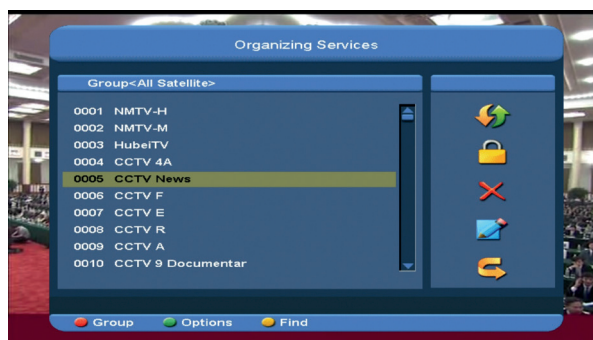 Organizing Services
Group<All Satellite>
0001 NMTV-H
0002 NMTV-M
0003 HubeiTV
0004 CCTV 4A
0005 CCTV News
0006 CCTV F
0007 CCTV E
0008 CCTV R
0009 CCTV A
0010 CCTV 9 Documentar
Group Options Find